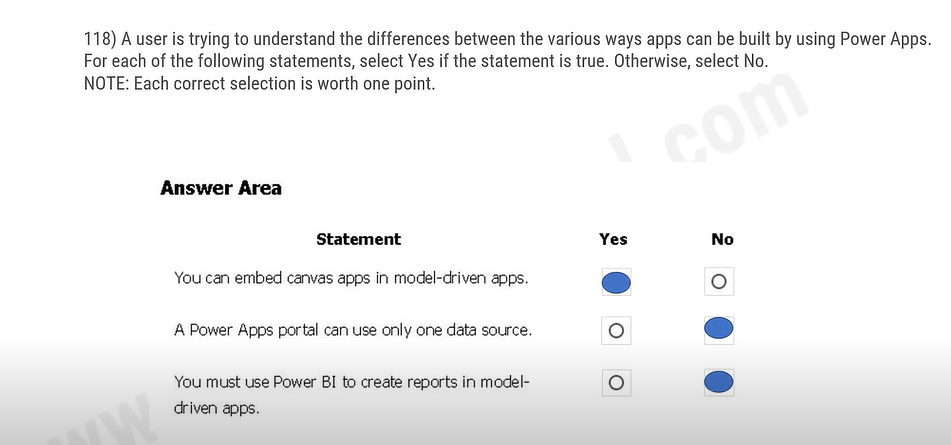 118) A user is trying to understand the differences between the various ways apps can be built by using Power Apps.
For each of the following statements, select Yes if the statement is true. Otherwise, select No.
NOTE: Each correct selection is worth one point.
.com
Answer Area
Statement Yes No
You can embed canvas apps in model-driven apps.
A Power Apps portal can use only one data source.
You must use Power BI to create reports in model-
driven apps.